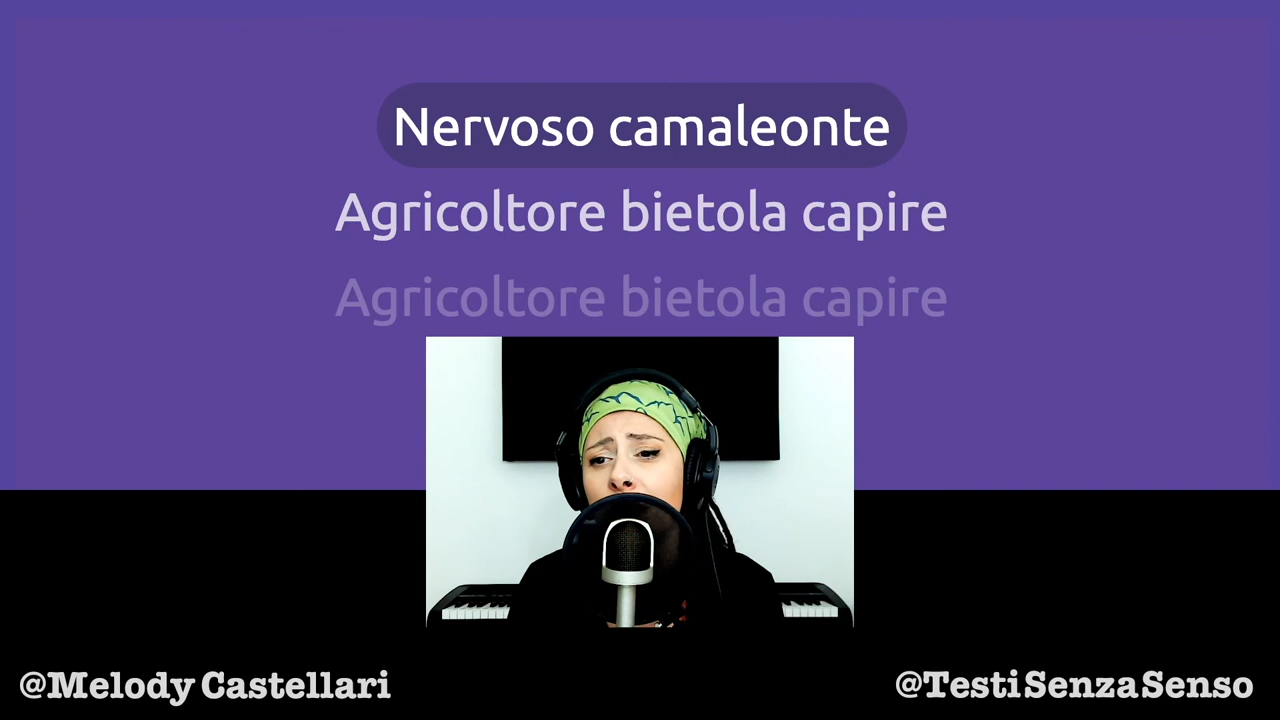 Nervoso camaleonte
Agricoltore bietola capire
Agricoltore bietola capire
@Melody Castellari
@TestiSenzaSenso